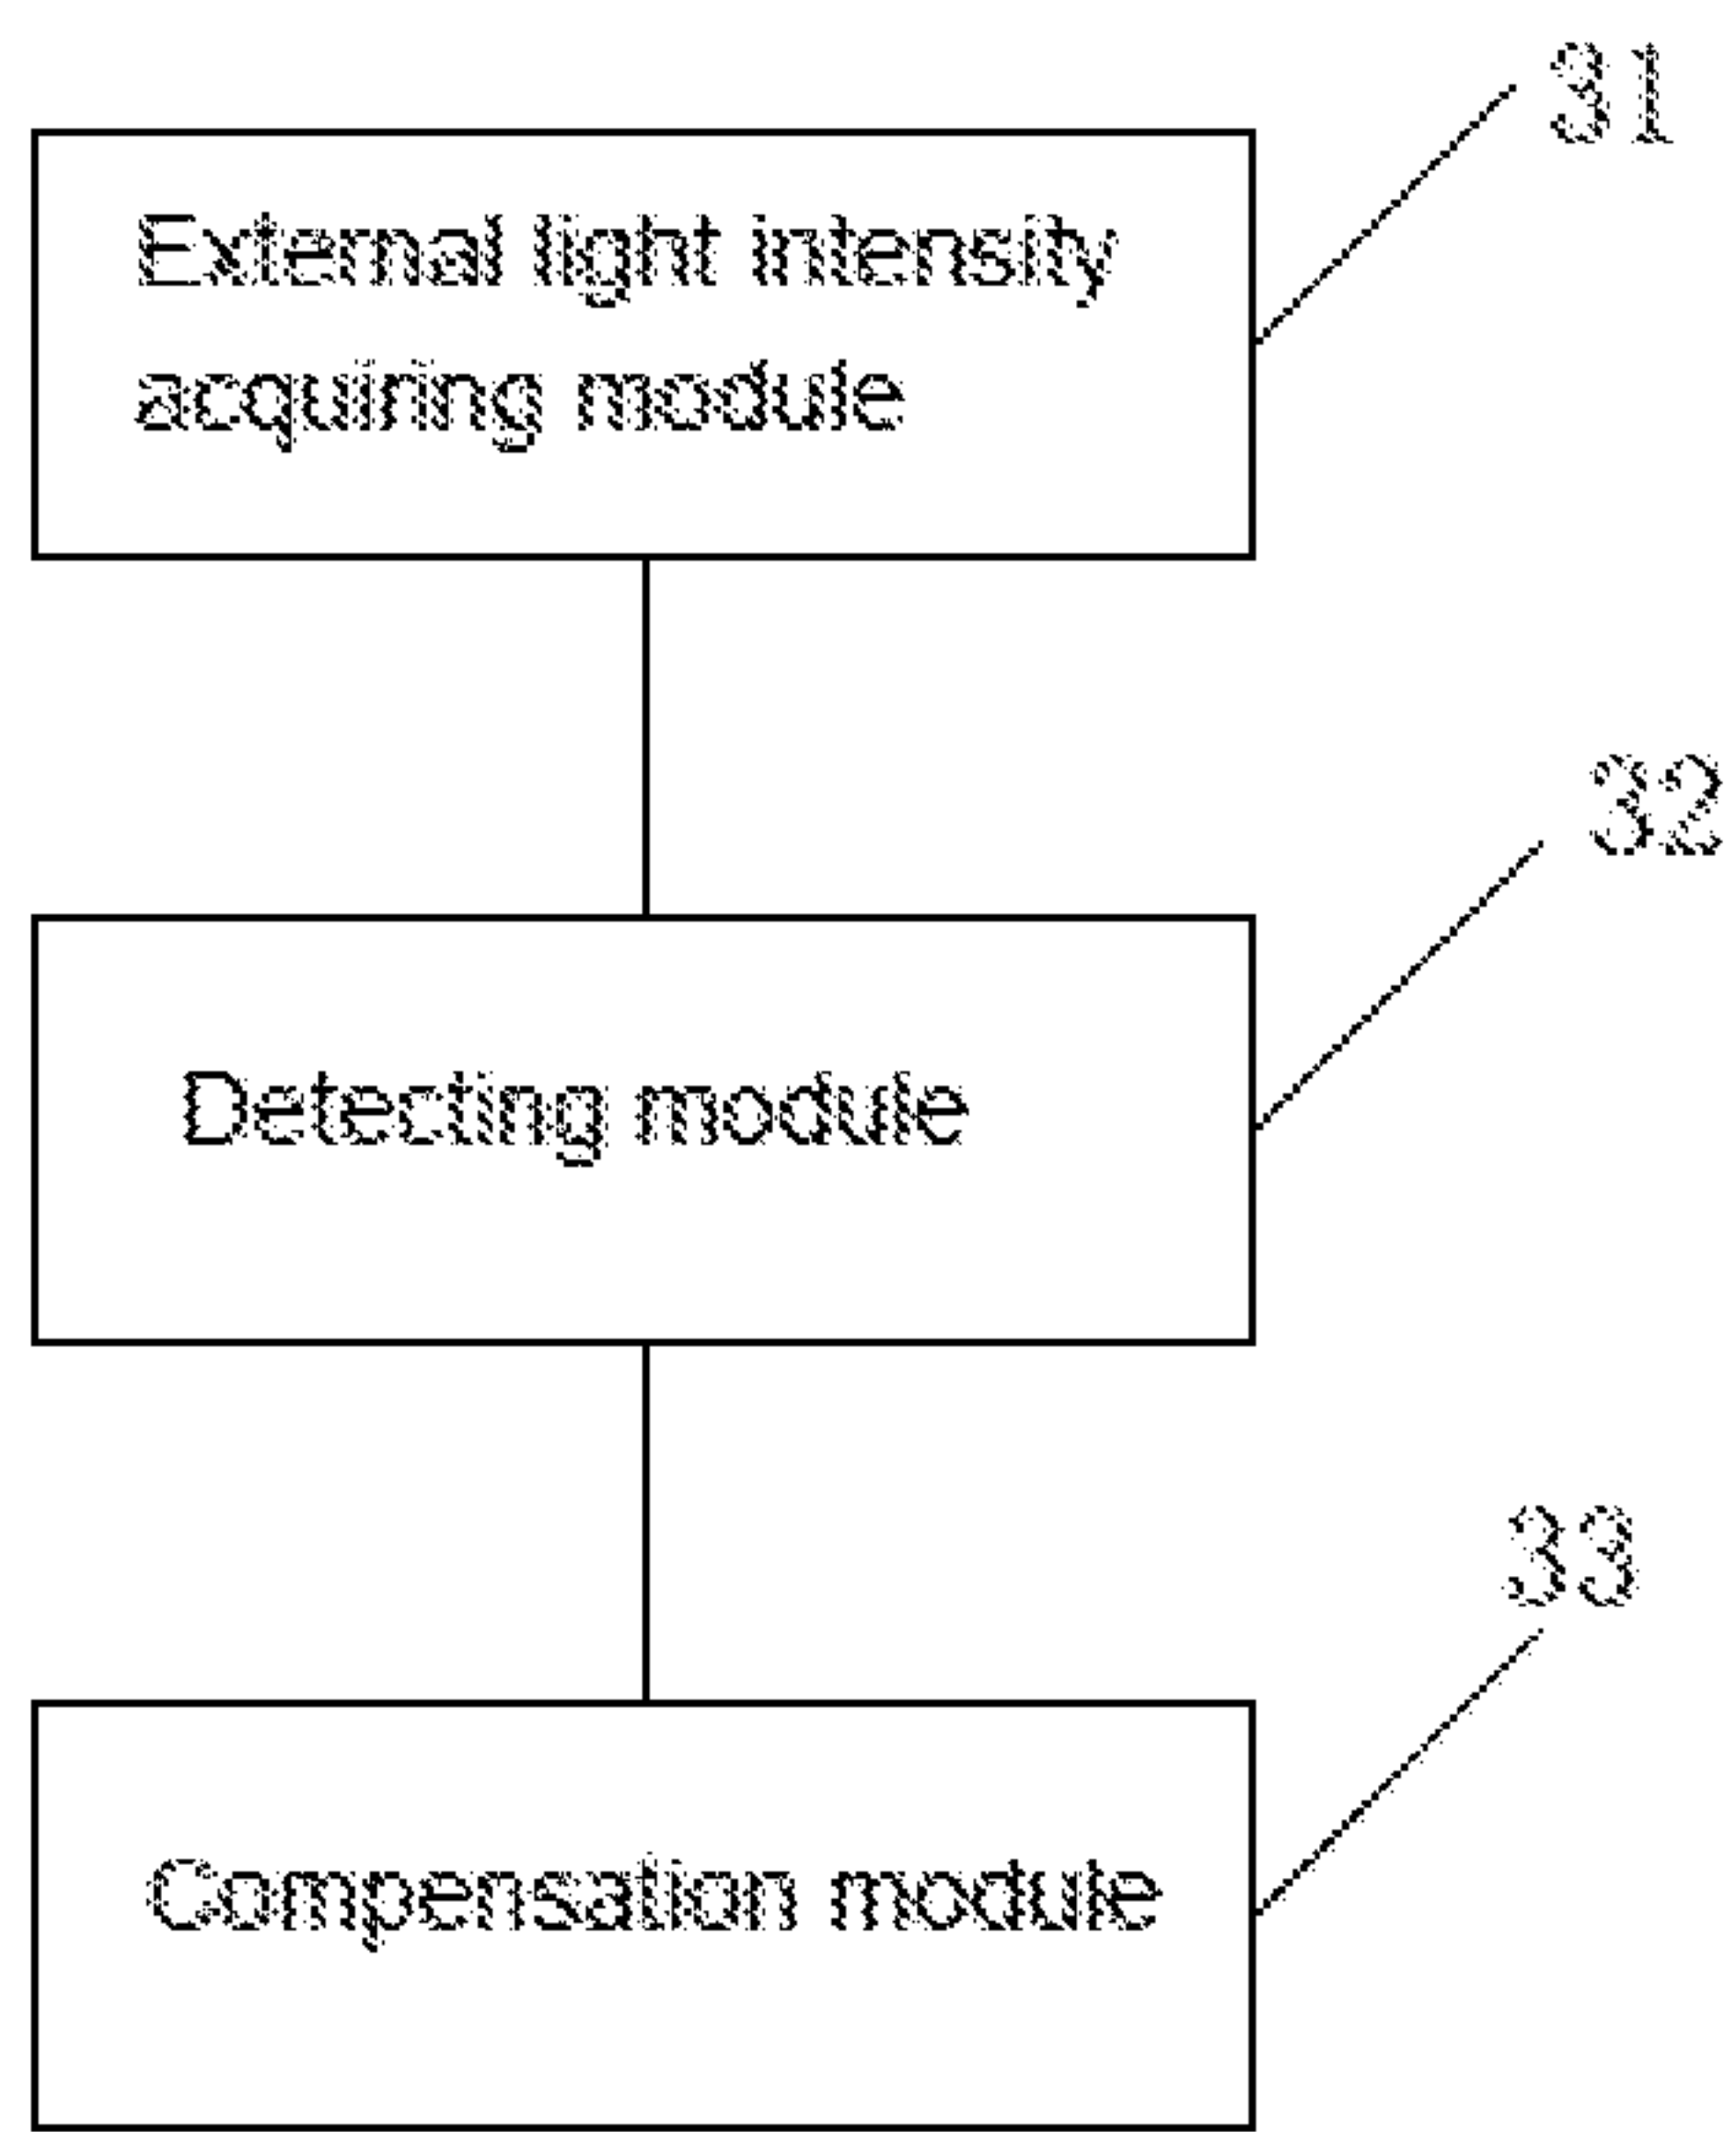 31
External light intensity
acquiring module
32
Detecting module
33
Compensation module